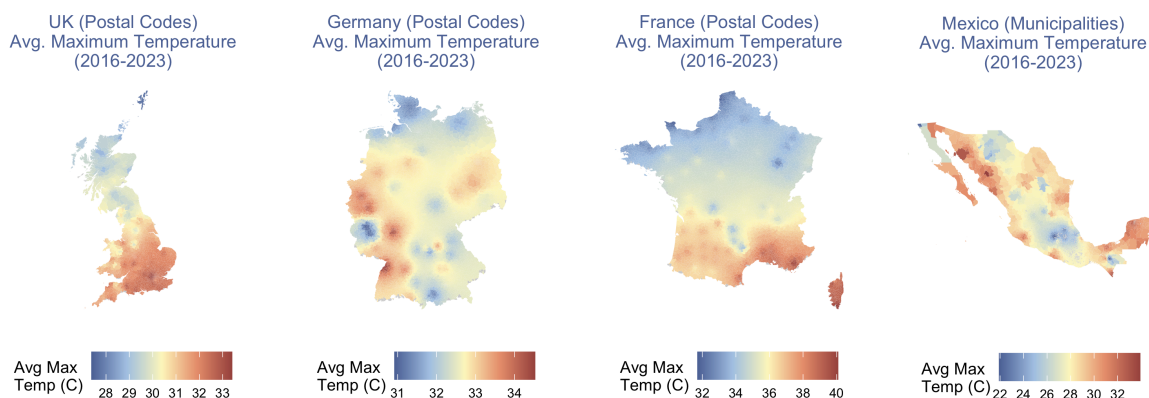 UK (Postal Codes)
Avg. Maximum Temperature
(2016-2023)
Germany (Postal Codes)
Avg. Maximum Temperature
(2016-2023)
France (Postal Codes)
Avg. Maximum Temperature
(2016-2023)
Mexico (Municipalities)
Avg. Maximum Temperature
(2016-2023)
Avg Max
Temp (C)
28 29 30 31 32 33
Avg Max
Temp (C)
31 32 33 34
Avg Max
Temp (C)
32 34 36 38 40
Avg Max
Temp (C)
22 24 26 28 30 32